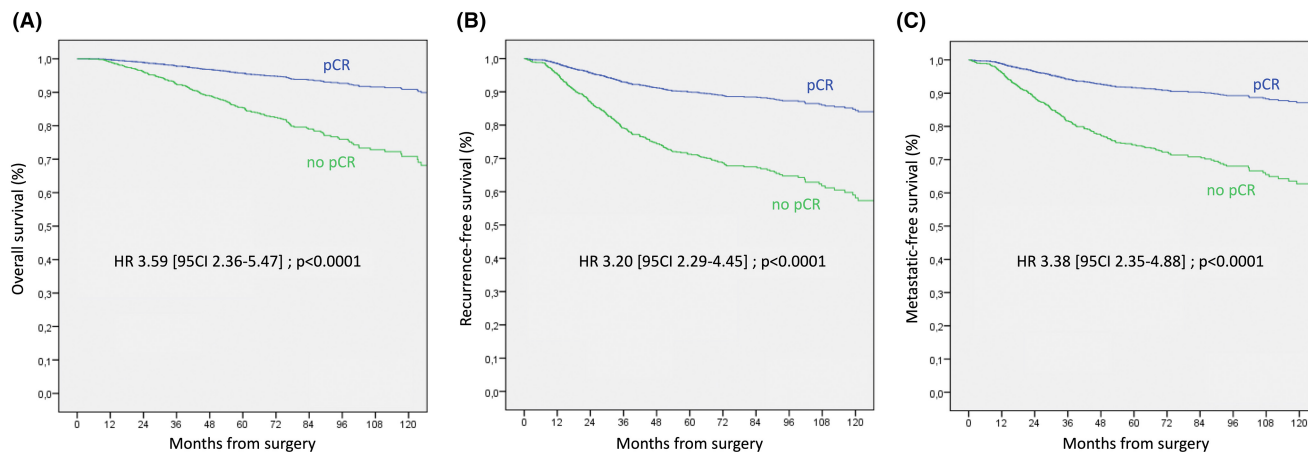 (A)
Overall survival (%)
1,0
0,9
0,8
0,7
0,6
0,5
0,4
0,3
0,2
0,1
0,0
pCR
no pCR
HR 3.59 [95CI 2.36-5.47] ; p<0.0001
0 12 24 36 48 60 72 84 96 108 120
Months from surgery
(B)
Recurrence-free survival (%)
1,0
0,9
0,8
0,7
0,6
0,5
0,4
0,3
0,2
0,1
0,0
pCR
no pCR
HR 3.20 [95CI 2.29-4.45] ; p<0.0001
0 12 24 36 48 60 72 84 96 108 120
Months from surgery
(C)
Metastatic-free survival (%)
1,0
0,9
0,8
0,7
0,6
0,5
0,4
0,3
0,2
0,1
0,0
pCR
no pCR
HR 3.38 [95CI 2.35-4.88] ; p<0.0001
0 12 24 36 48 60 72 84 96 108 120
Months from surgery